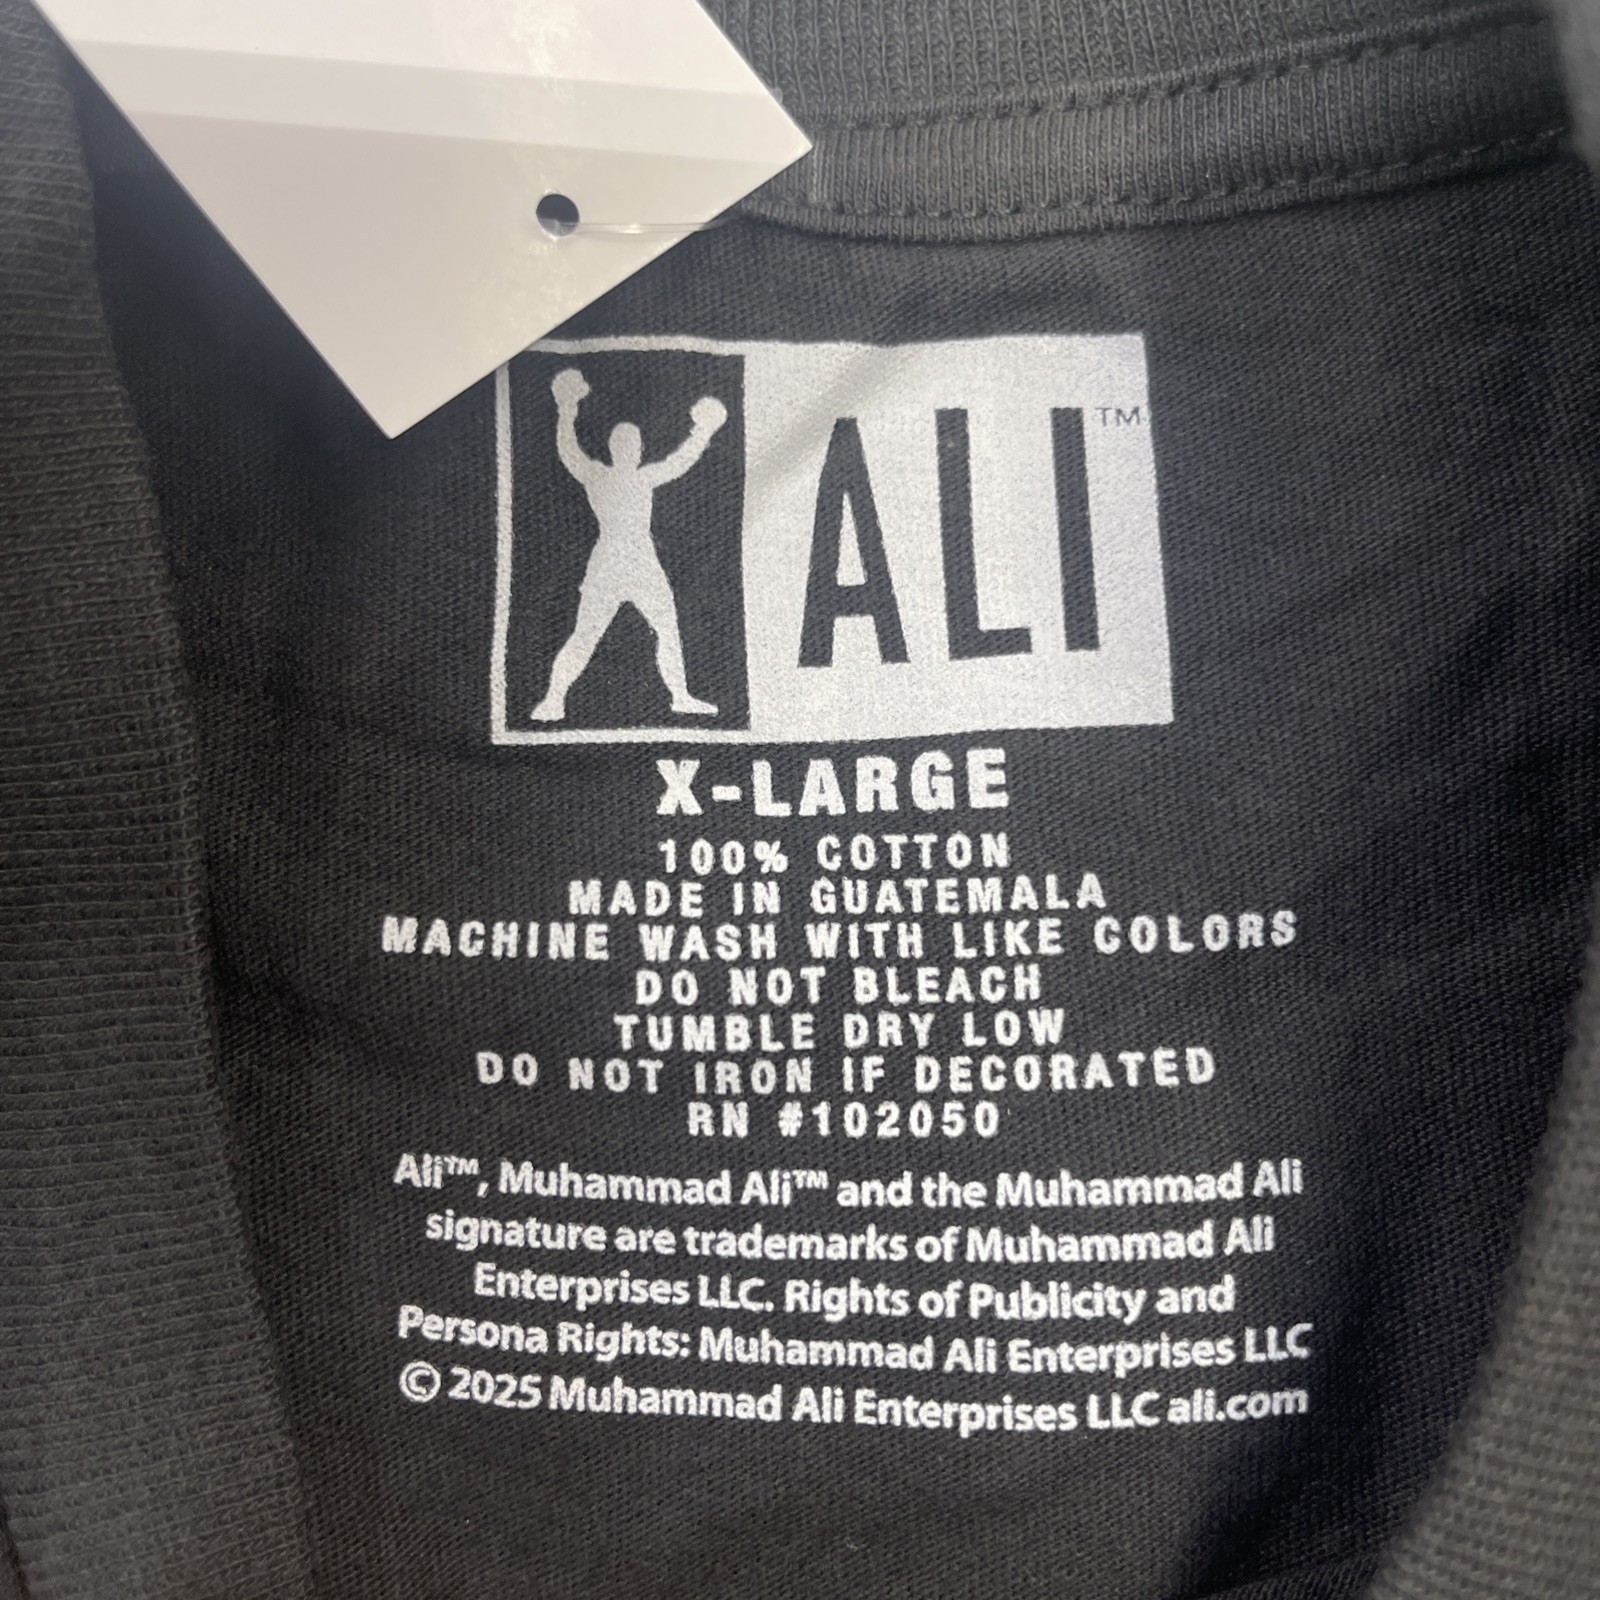 ALI™
X-LARGE
100% COTTON
MADE IN GUATEMALA
MACHINE WASH WITH LIKE COLORS
DO NOT BLEACH
TUMBLE DRY LOW
DO NOT IRON IF DECORATED
RN #102050
Ali™, Muhammad Ali™ and the Muhammad Ali
signature are trademarks of Muhammad Ali
Enterprises LLC. Rights of Publicity and
Persona Rights: Muhammad Ali Enterprises LLC
© 2025 Muhammad Ali Enterprises LLC ali.com